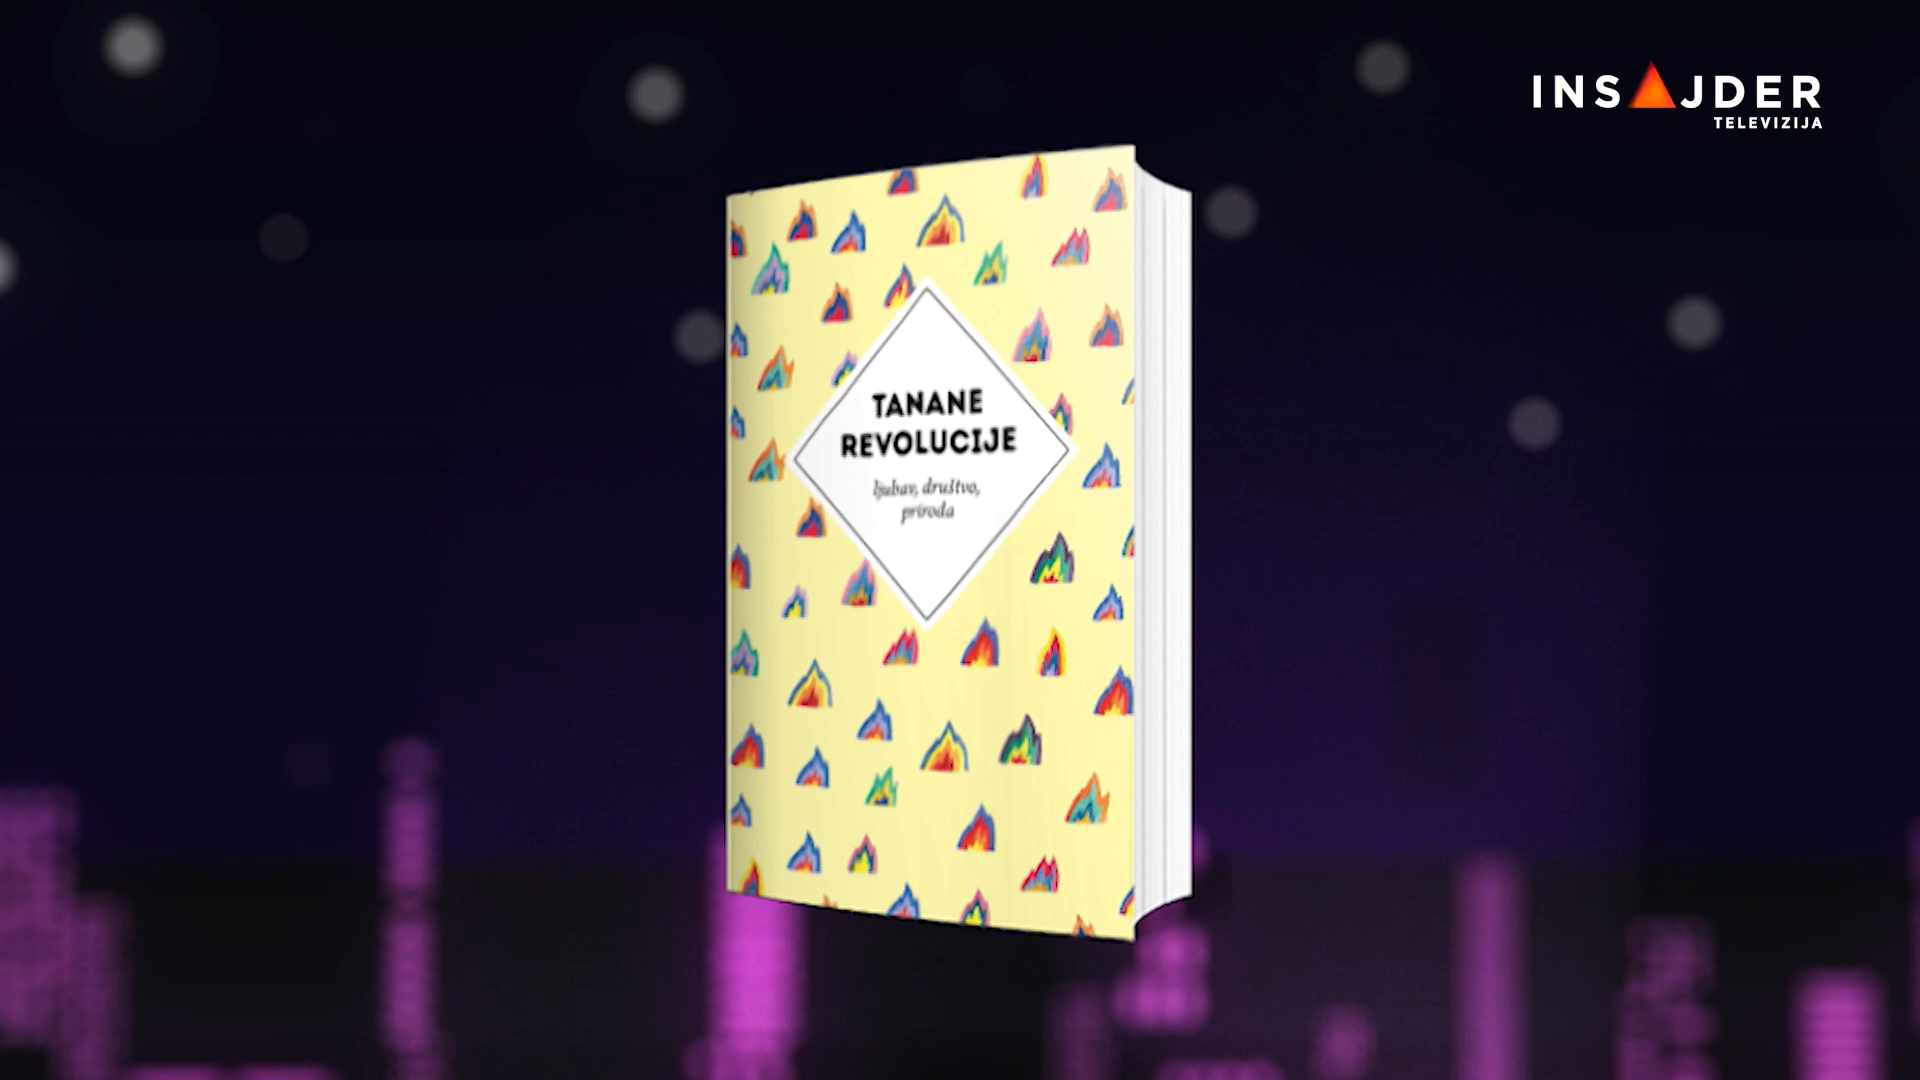 INSAJDER
TELEVIZIJA
TANANE
REVOLUCIJE
ljubav, društvo,
priroda